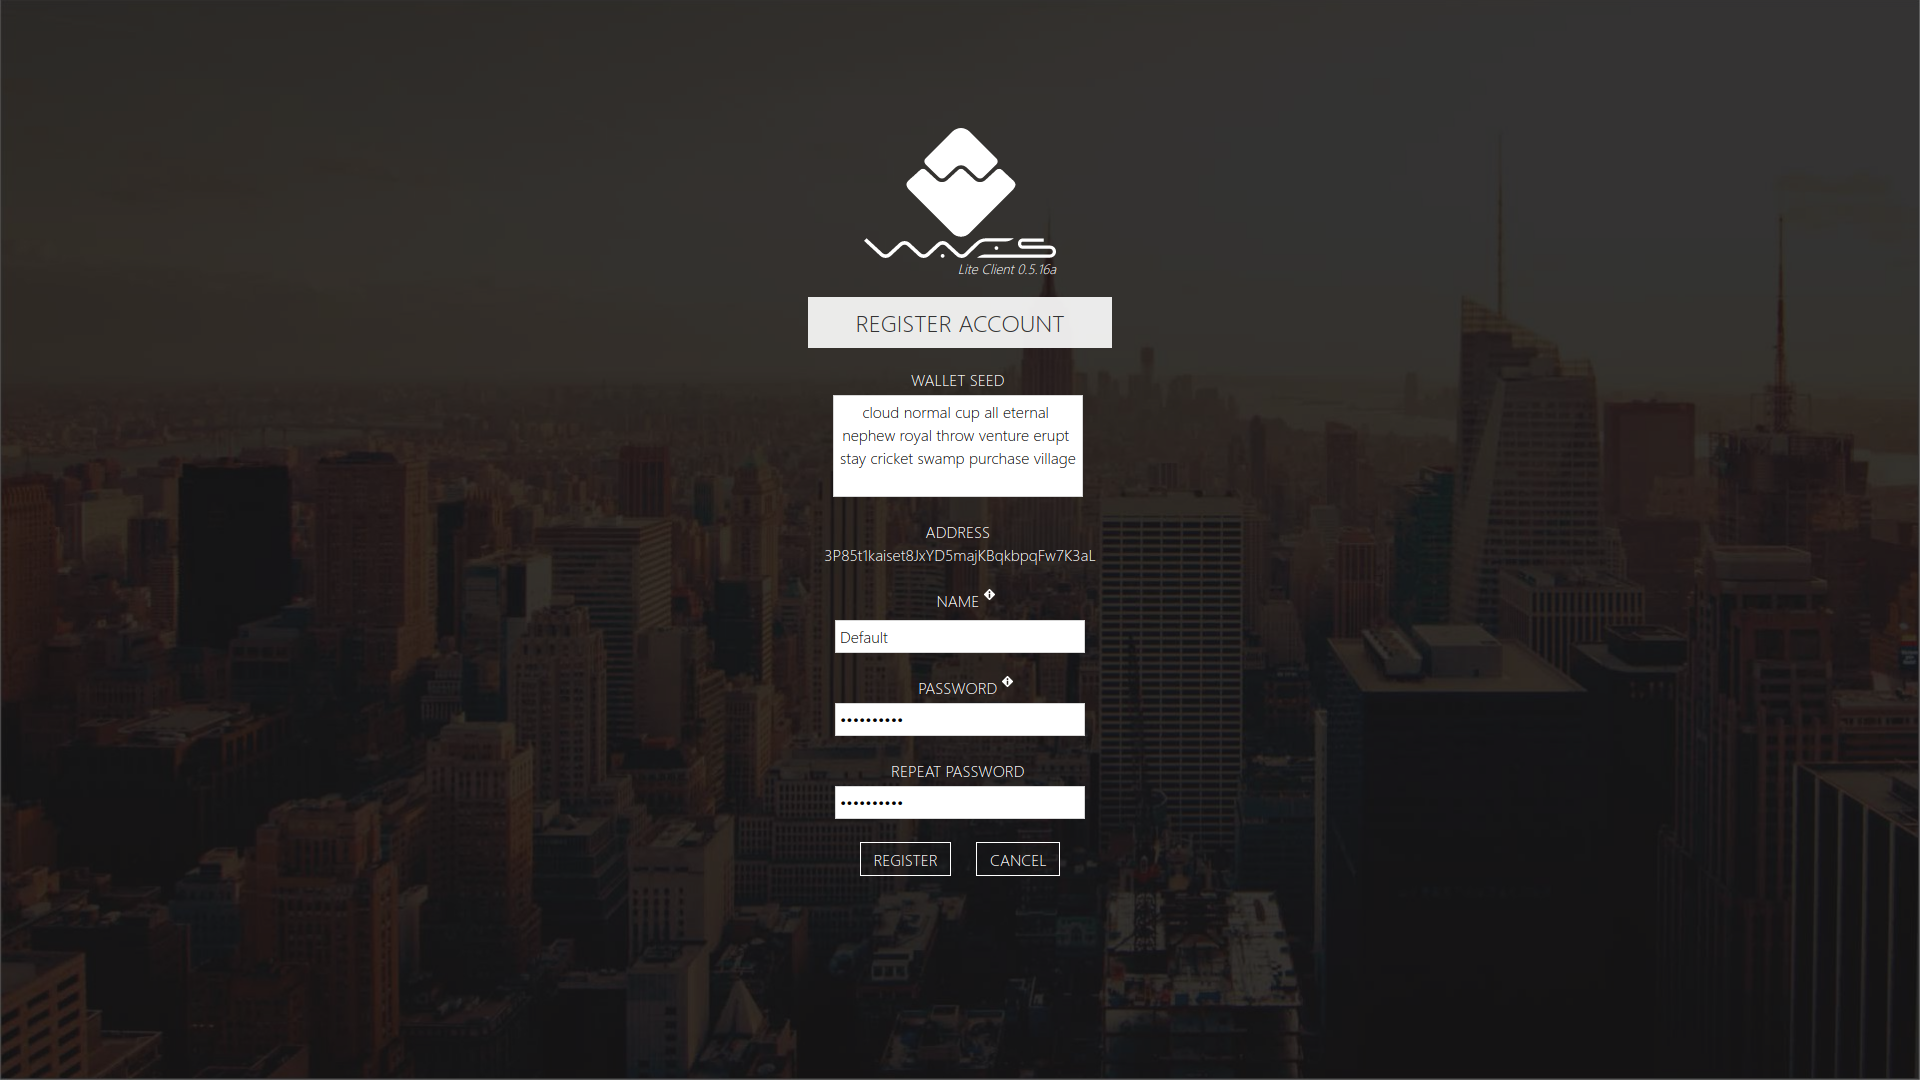 WAVES
Lite Client 0.5.16a
REGISTER ACCOUNT
WALLET SEED
cloud normal cup all eternal
nephew royal throw venture erupt
stay cricket swamp purchase village
ADDRESS
3P85t1kaiset8JxYD5majKBqkbpqFw7K3aL
NAME
Default
PASSWORD
••••••••••
REPEAT PASSWORD
••••••••••
REGISTER CANCEL